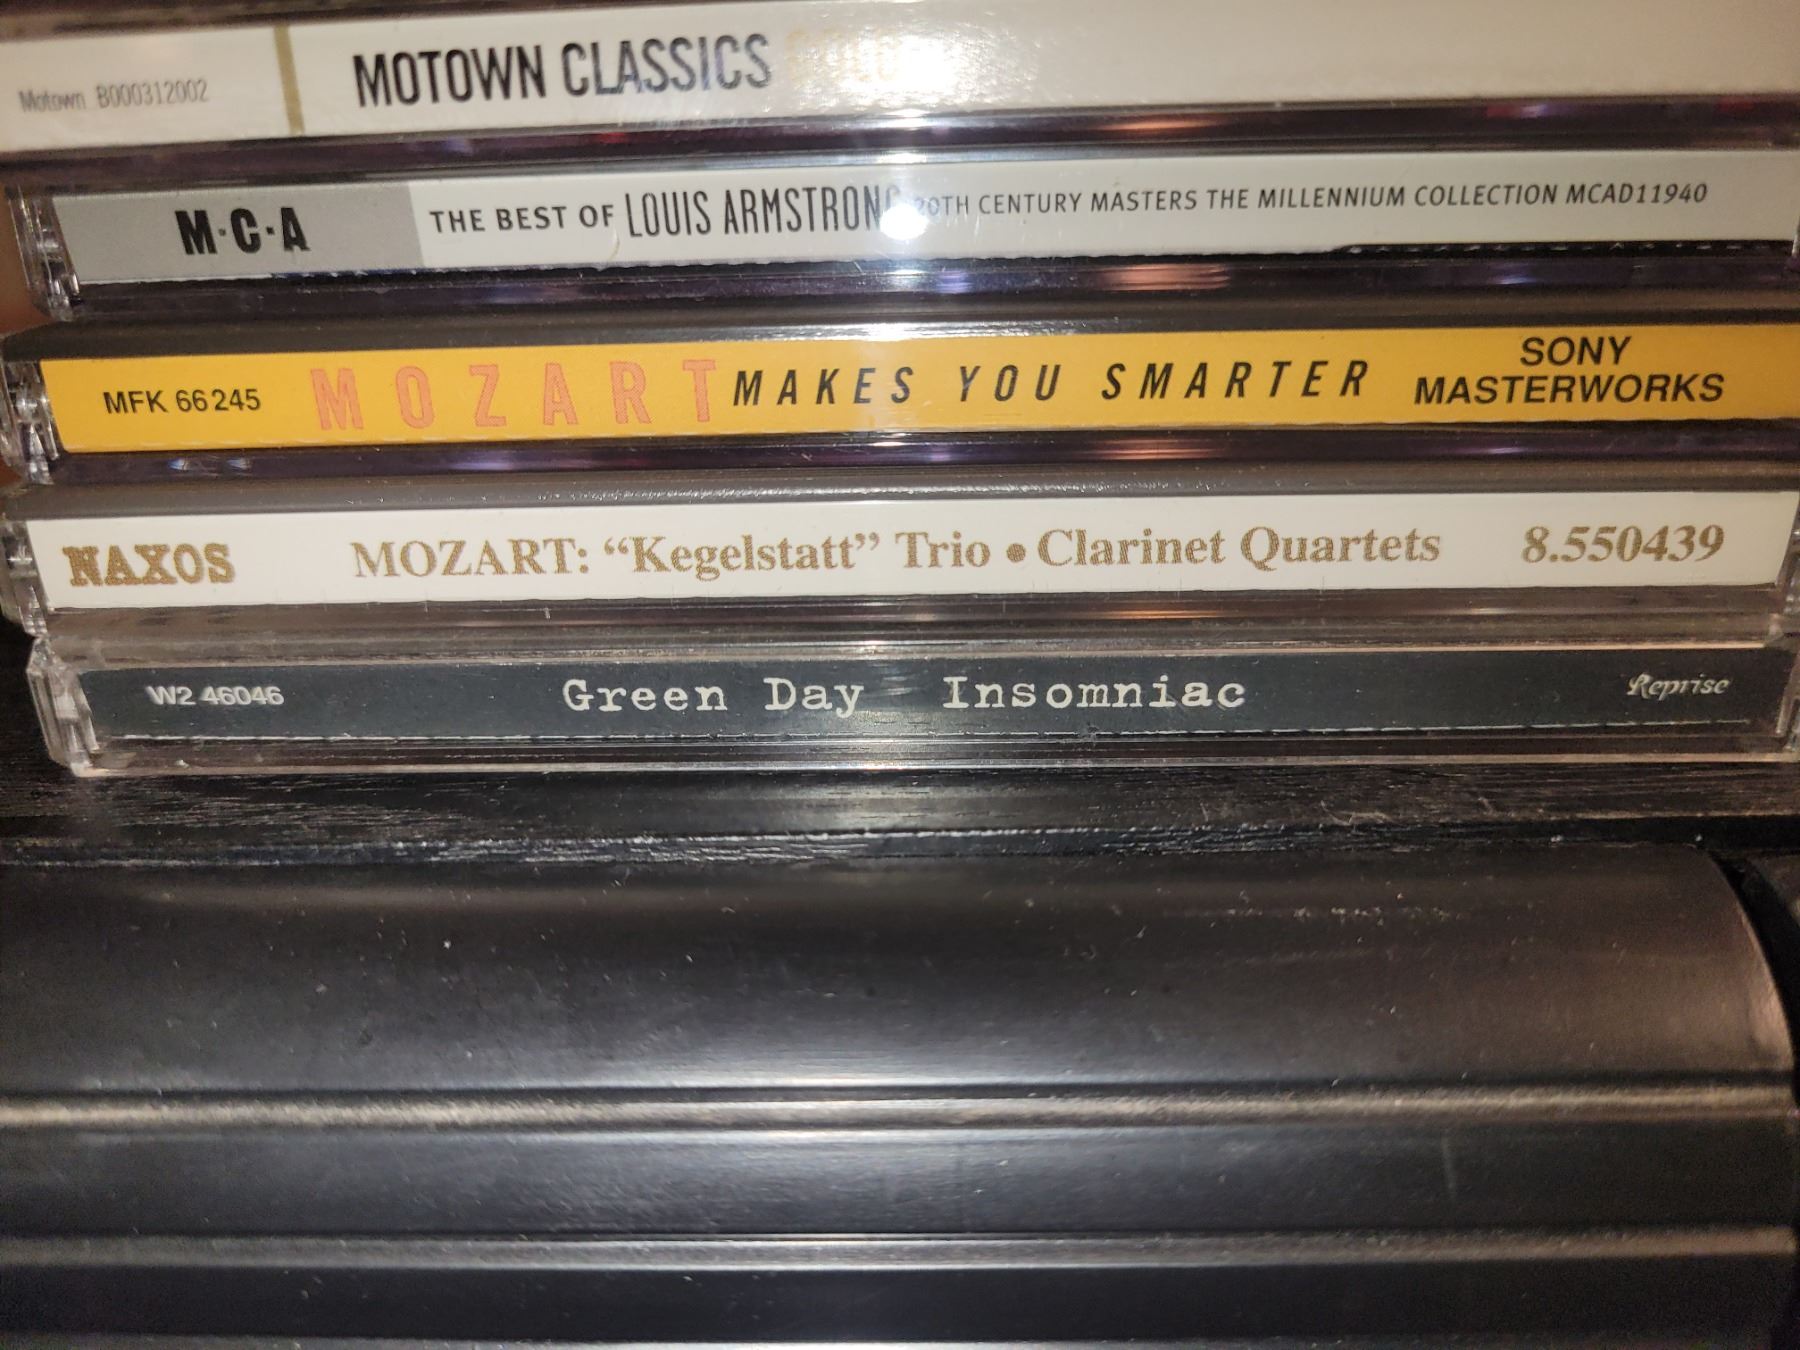 Motown B000312002 MOTOWN CLASSICS GOLD
M·C·A THE BEST OF LOUIS ARMSTRONG 20TH CENTURY MASTERS THE MILLENNIUM COLLECTION MCAD11940
MFK 66245 MOZART MAKES YOU SMARTER SONY
MASTERWORKS
NAXOS MOZART: “Kegelstatt” Trio • Clarinet Quartets 8.550439
W2 46046 Green Day Insomniac Reprise